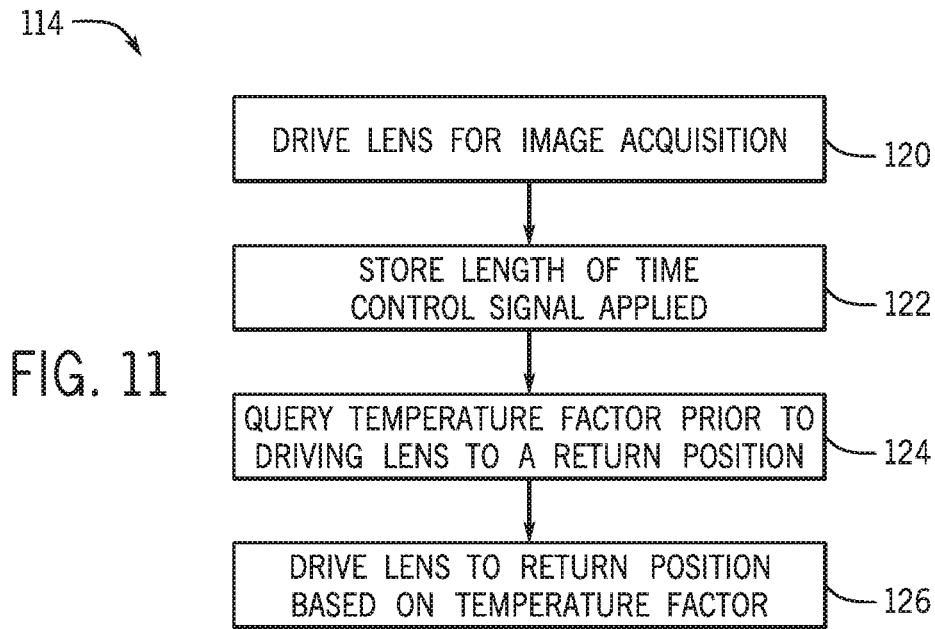 114
DRIVE LENS FOR IMAGE ACQUISITION
120
STORE LENGTH OF TIME
CONTROL SIGNAL APPLIED
122
FIG. 11
QUERY TEMPERATURE FACTOR PRIOR TO
DRIVING LENS TO A RETURN POSITION
124
DRIVE LENS TO RETURN POSITION
BASED ON TEMPERATURE FACTOR
126